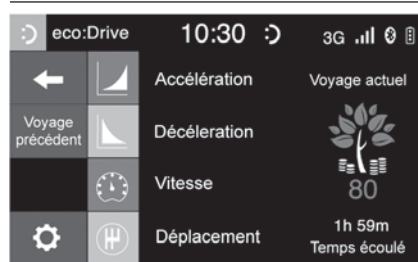 eco:Drive
10:30
3G
Accélération
Voyage actuel
Voyage
précédent
Décéleration
Vitesse
80
Déplacement
1h 59m
Temps écoulé